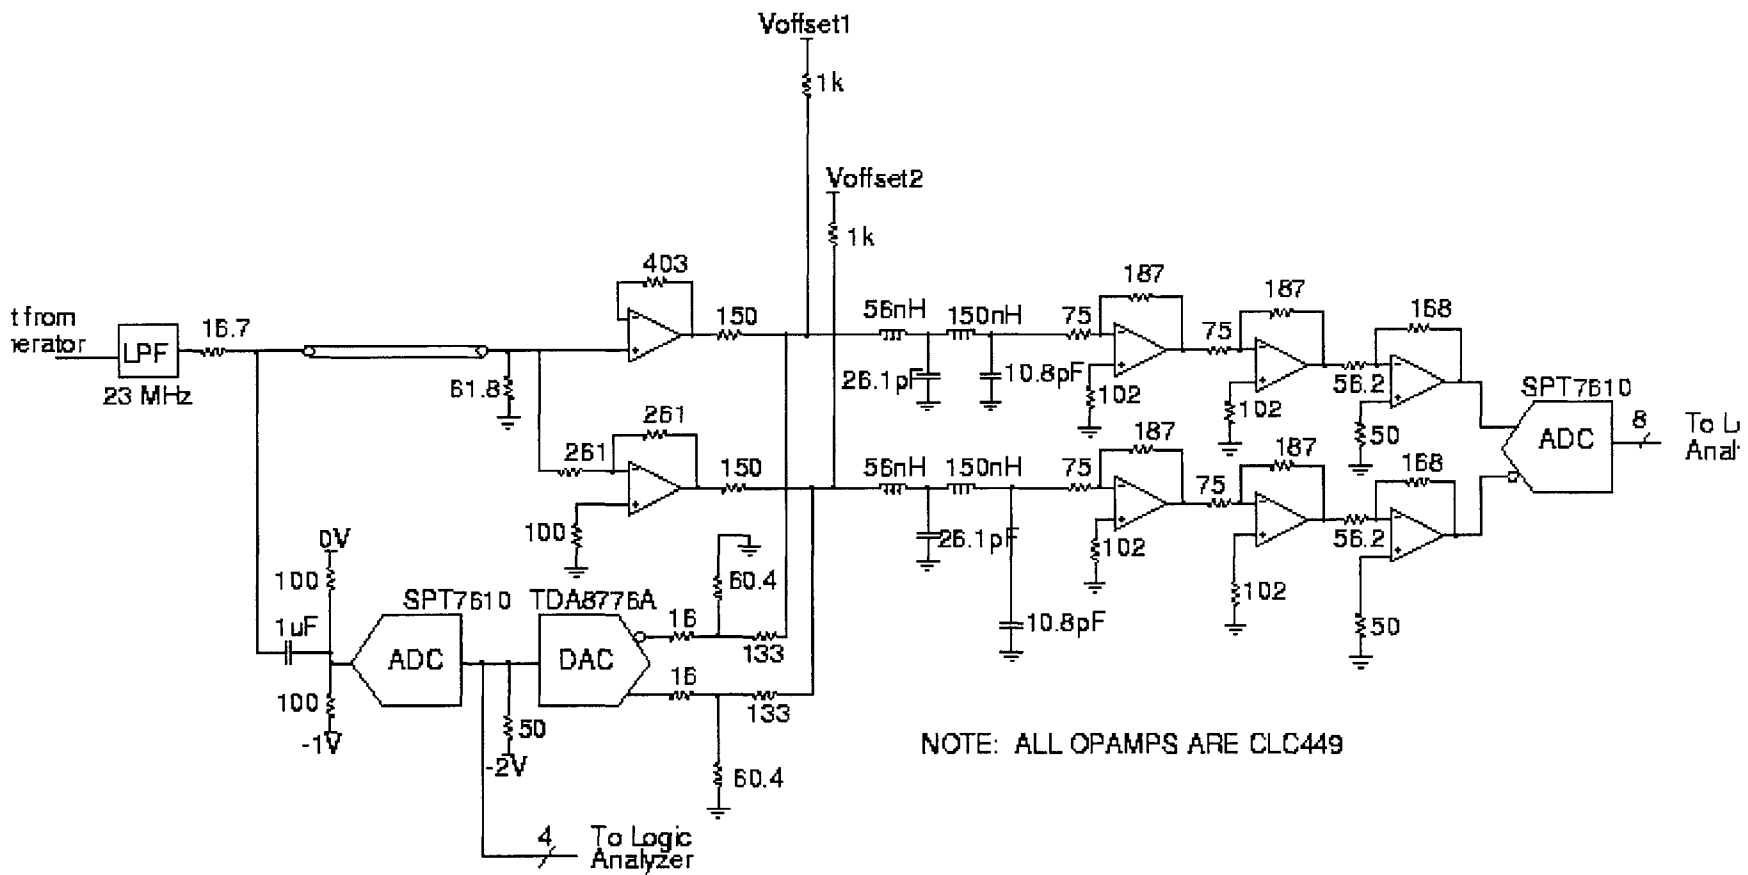 Voffset1
1k
Voffset2
1k
403
187
187
168
t from
16.7
150
56nH
150nH
75
75
LPF
23 MHz
61.8
26.1pF
10.8pF
102
102
56.2
50
SPT7610
ADC
8
To L
Anal
261
261
150
56nH
150nH
75
187
75
187
168
100
26.1pF
102
102
56.2
50
10.8pF
0V
100
1uF
100
-1V
SPT7610
ADC
TDA8776A
DAC
16
60.4
133
16
133
50
-2V
60.4
NOTE: ALL OPAMPS ARE CLC449
4
To Logic
Analyzer